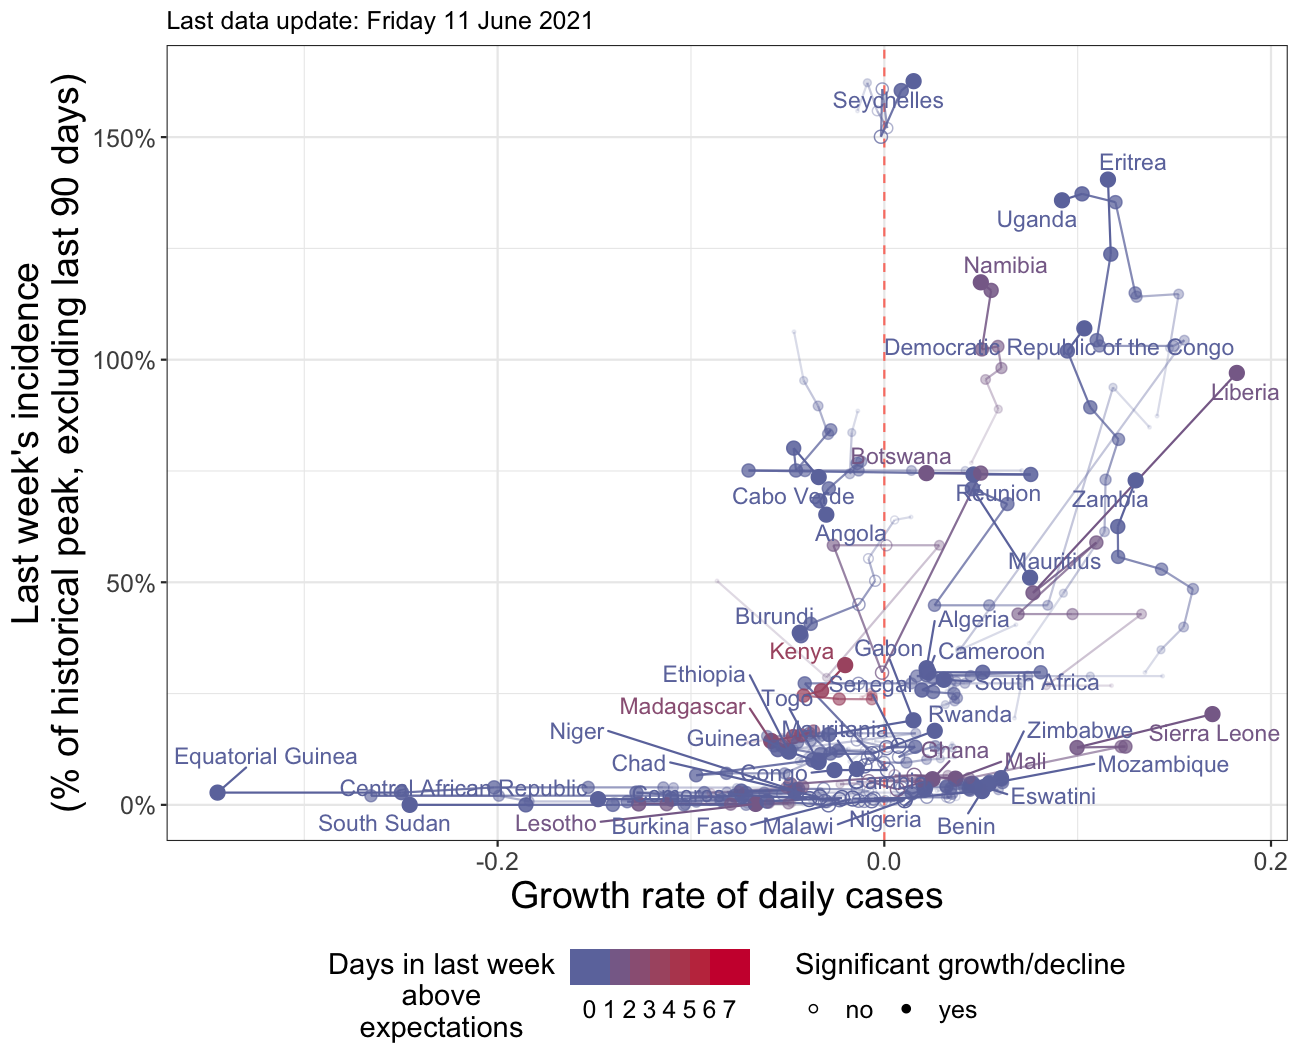 Last data update: Friday 11 June 2021
Last week's incidence
(% of historical peak, excluding last 90 days)
150%
100%
50%
0%
Seychelles
Eritrea
Uganda
Namibia
Democratic Republic of the Congo
Liberia
Botswana
Cabo Verde
Réunion
Zambia
Angola
Mauritius
Burundi
Algeria
Kenya
Gabon
Cameroon
Ethiopia
Senegal
South Africa
Madagascar
Togo
Rwanda
Niger
Mauritania
Zimbabwe
Guinea
Sierra Leone
Equatorial Guinea
Ghana
Chad
Mali
Mozambique
Congo
Central African Republic
Gambia
Eswatini
South Sudan
Lesotho
Burkina Faso
Malawi
Nigeria
Benin
-0.2
0.0
0.2
Growth rate of daily cases
Days in last week
above
expectations
0 1 2 3 4 5 6 7
Significant growth/decline
no
yes